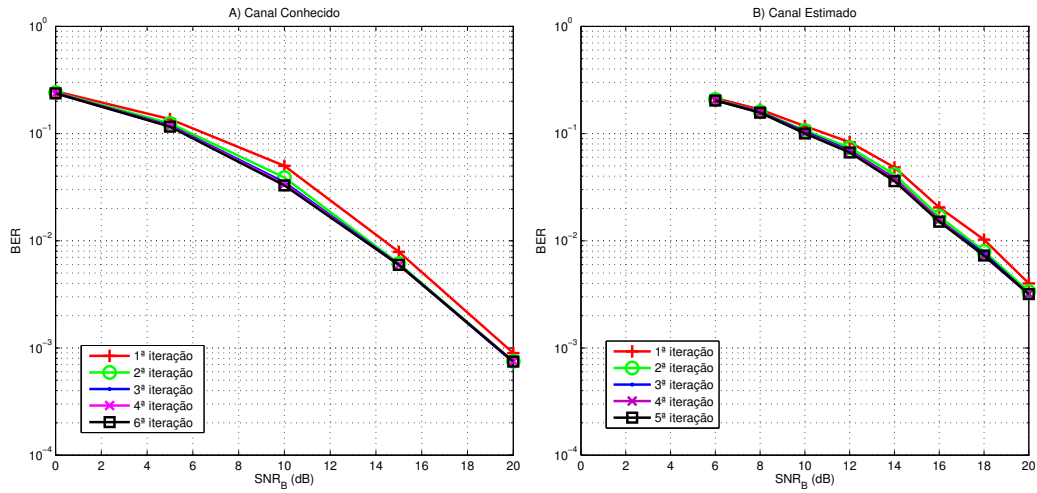 A) Canal Conhecido
10^0
10^-1
10^-2
10^-3
10^-4
BER
0 2 4 6 8 10 12 14 16 18 20
SNR_B (dB)
1ª iteração
2ª iteração
3ª iteração
4ª iteração
6ª iteração
B) Canal Estimado
10^0
10^-1
10^-2
10^-3
10^-4
BER
0 2 4 6 8 10 12 14 16 18 20
SNR_B (dB)
1ª iteração
2ª iteração
3ª iteração
4ª iteração
5ª iteração